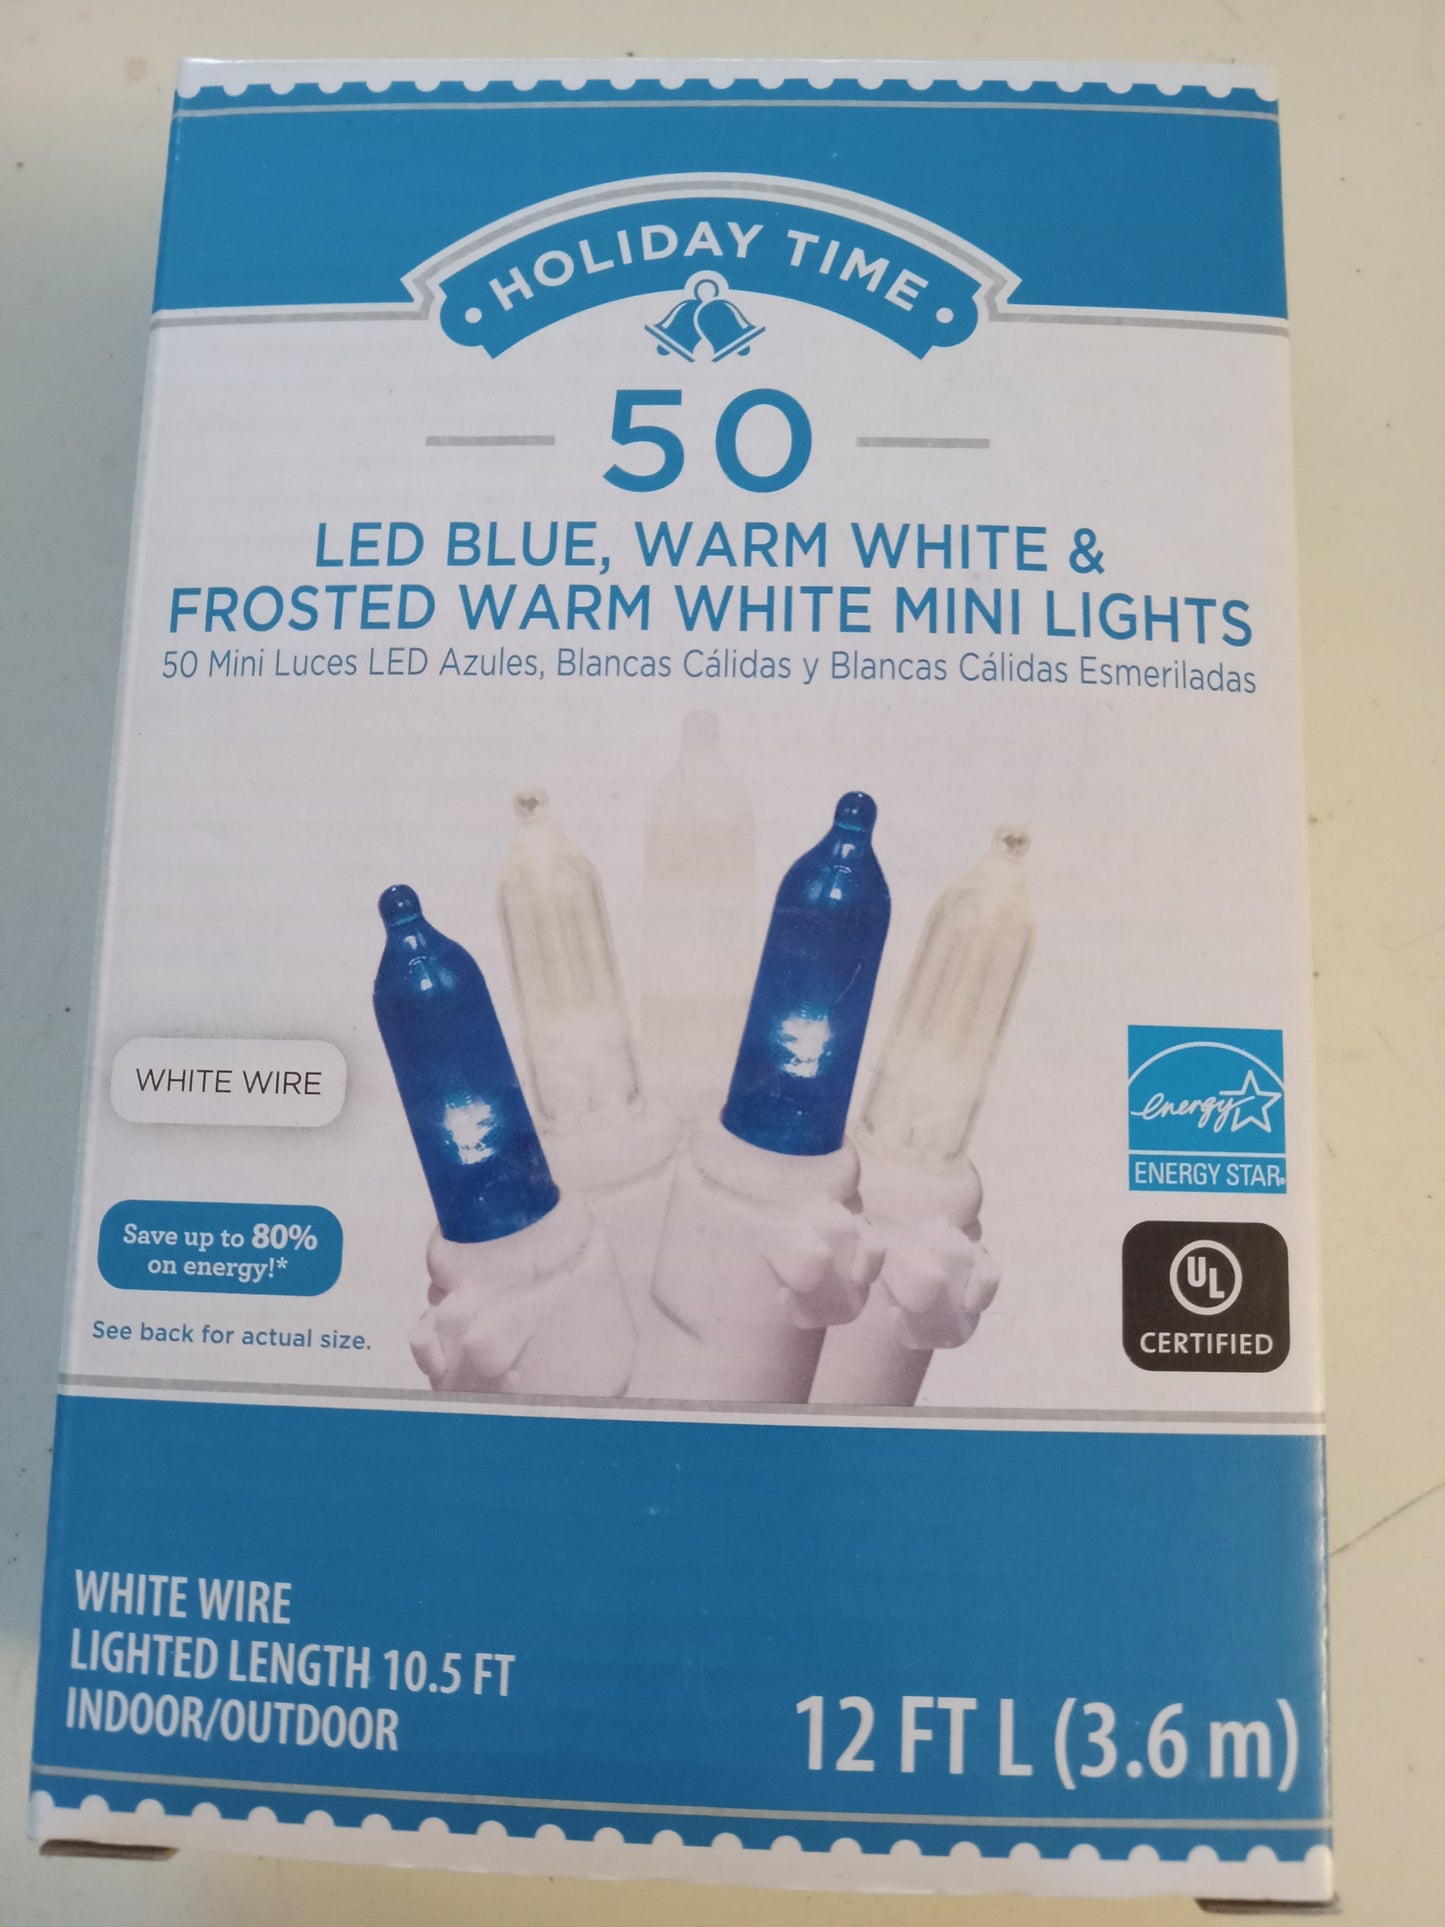 HOLIDAY TIME
50
LED BLUE, WARM WHITE &
FROSTED WARM WHITE MINI LIGHTS
50 Mini Luces LED Azules, Blancas Cálidas y Blancas Cálidas Esmeriladas
WHITE WIRE
energy
ENERGY STAR
Save up to 80%
on energy!*
UL
CERTIFIED
See back for actual size.
WHITE WIRE
LIGHTED LENGTH 10.5 FT
INDOOR/OUTDOOR
12 FT L (3.6 m)